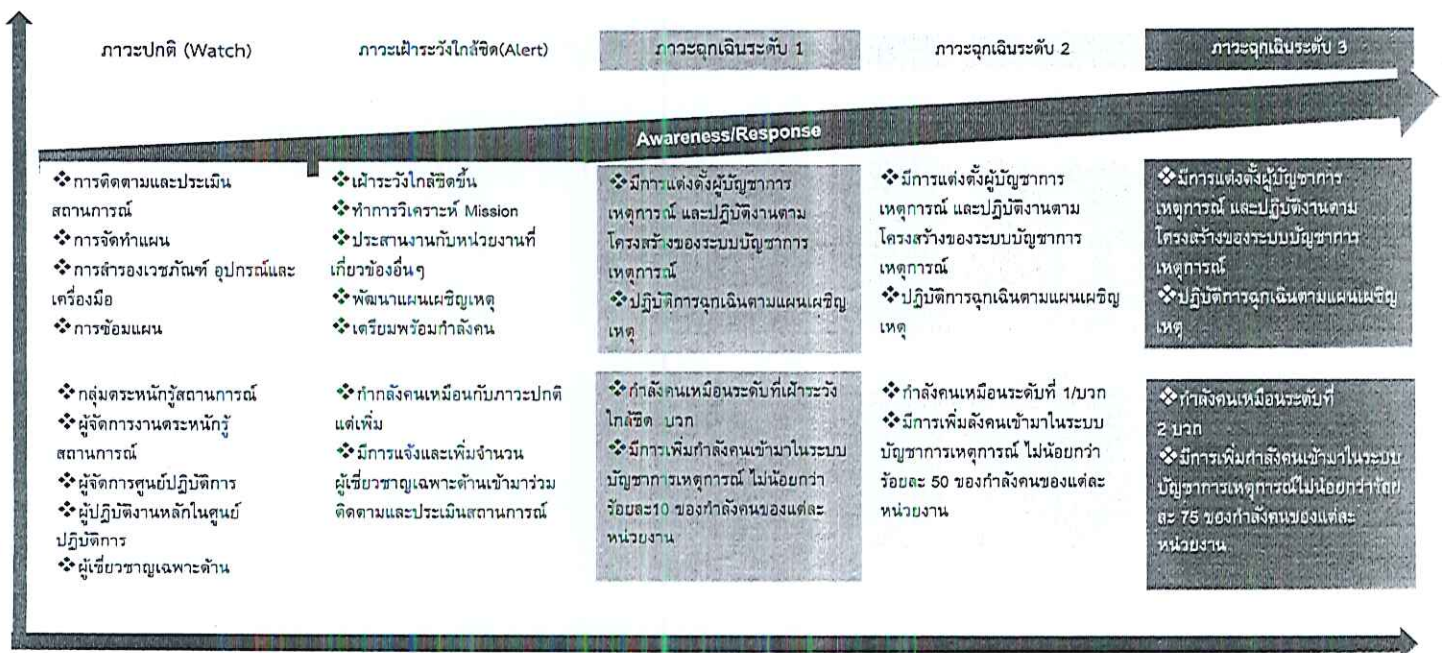 ภาวะปกติ (Watch)
ภาวะเฝ้าระวังใกล้ชิด(Alert)
ภาวะฉุกเฉินระดับ 1
ภาวะฉุกเฉินระดับ 2
ภาวะฉุกเฉินระดับ 3
Awareness/Response
❖การติดตามและประเมิน
สถานการณ์
❖การจัดทำแผน
❖การสำรองเวชภัณฑ์ อุปกรณ์และ
เครื่องมือ
❖การซ้อมแผน
❖เฝ้าระวังใกล้ชิดขึ้น
❖ทำการวิเคราะห์ Mission
❖ประสานงานกับหน่วยงานที่
เกี่ยวข้องอื่นๆ
❖พัฒนาแผนเผชิญเหตุ
❖เตรียมพร้อมกำลังคน
❖มีการแต่งตั้งผู้บัญชาการ
เหตุการณ์ และปฏิบัติงานตาม
โครงสร้างของระบบบัญชาการ
เหตุการณ์
❖ปฏิบัติการฉุกเฉินตามแผนเผชิญ
เหตุ
❖มีการแต่งตั้งผู้บัญชาการ
เหตุการณ์ และปฏิบัติงานตาม
โครงสร้างของระบบบัญชาการ
เหตุการณ์
❖ปฏิบัติการฉุกเฉินตามแผนเผชิญ
เหตุ
❖มีการแต่งตั้งผู้บัญชาการ
เหตุการณ์ และปฏิบัติงานตาม
โครงสร้างของระบบบัญชาการ
เหตุการณ์
❖ปฏิบัติการฉุกเฉินตามแผนเผชิญ
เหตุ
❖กลุ่มตระหนักรู้สถานการณ์
❖ผู้จัดการงานตระหนักรู้
สถานการณ์
❖ผู้จัดการศูนย์ปฏิบัติการ
❖ผู้ปฏิบัติงานหลักในศูนย์
ปฏิบัติการ
❖ผู้เชี่ยวชาญเฉพาะด้าน
❖กำกลังคนเหมือนกับภาวะปกติ
แต่เพิ่ม
❖มีการแจ้งและเพิ่มจำนวน
ผู้เชี่ยวชาญเฉพาะด้านเข้ามาร่วม
ติดตามและประเมินสถานการณ์
❖กำลังคนเหมือนระดับที่เฝ้าระวัง
ใกล้ชิด บวก
❖มีการเพิ่มกำลังคนเข้ามาในระบบ
บัญชาการเหตุการณ์ ไม่น้อยกว่า
ร้อยละ10 ของกำลังคนของแต่ละ
หน่วยงาน
❖กำลังคนเหมือนระดับที่ 1/บวก
❖มีการเพิ่มลังคนเข้ามาในระบบ
บัญชาการเหตุการณ์ ไม่น้อยกว่า
ร้อยละ 50 ของกำลังคนของแต่ละ
หน่วยงาน
❖กำลังคนเหมือนระดับที่
2 บวก
❖มีการเพิ่มกำลังคนเข้ามาในระบบ
บัญชาการเหตุการณ์ไม่น้อยกว่าร้อย
ละ 75 ของกำลังคนของแต่ละ
หน่วยงาน